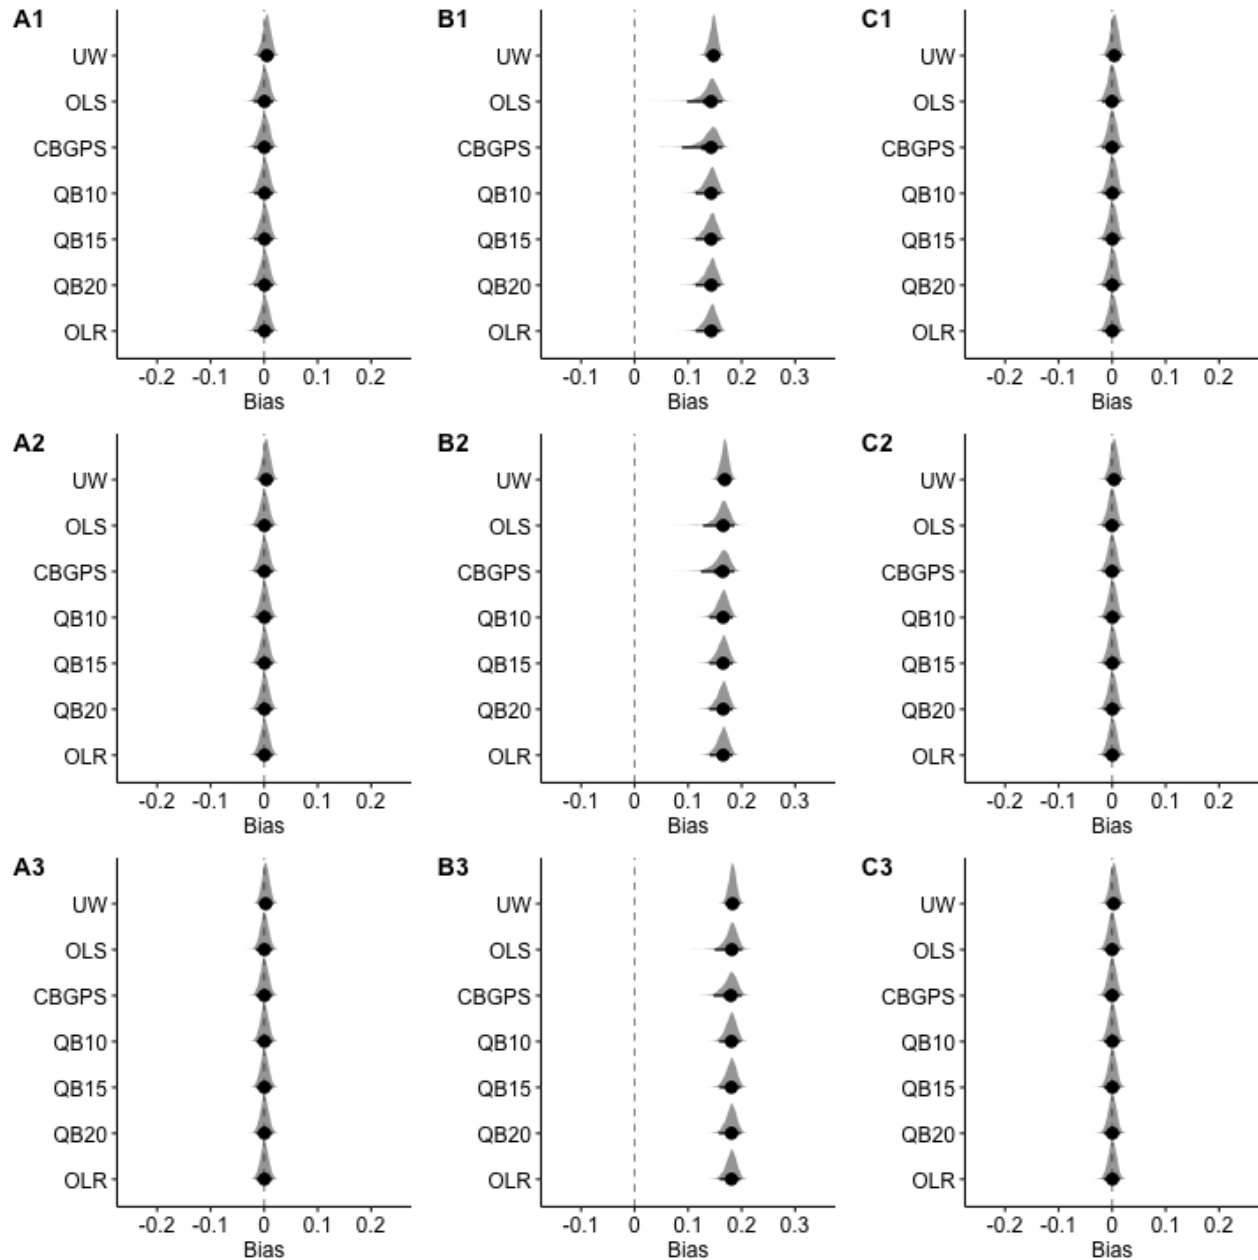 A1
UW
OLS
CBGPS
QB10
QB15
QB20
OLR
-0.2 -0.1 0 0.1 0.2
Bias
B1
UW
OLS
CBGPS
QB10
QB15
QB20
OLR
-0.1 0 0.1 0.2 0.3
Bias
C1
UW
OLS
CBGPS
QB10
QB15
QB20
OLR
-0.2 -0.1 0 0.1 0.2
Bias
A2
UW
OLS
CBGPS
QB10
QB15
QB20
OLR
-0.2 -0.1 0 0.1 0.2
Bias
B2
UW
OLS
CBGPS
QB10
QB15
QB20
OLR
-0.1 0 0.1 0.2 0.3
Bias
C2
UW
OLS
CBGPS
QB10
QB15
QB20
OLR
-0.2 -0.1 0 0.1 0.2
Bias
A3
UW
OLS
CBGPS
QB10
QB15
QB20
OLR
-0.2 -0.1 0 0.1 0.2
Bias
B3
UW
OLS
CBGPS
QB10
QB15
QB20
OLR
-0.1 0 0.1 0.2 0.3
Bias
C3
UW
OLS
CBGPS
QB10
QB15
QB20
OLR
-0.2 -0.1 0 0.1 0.2
Bias